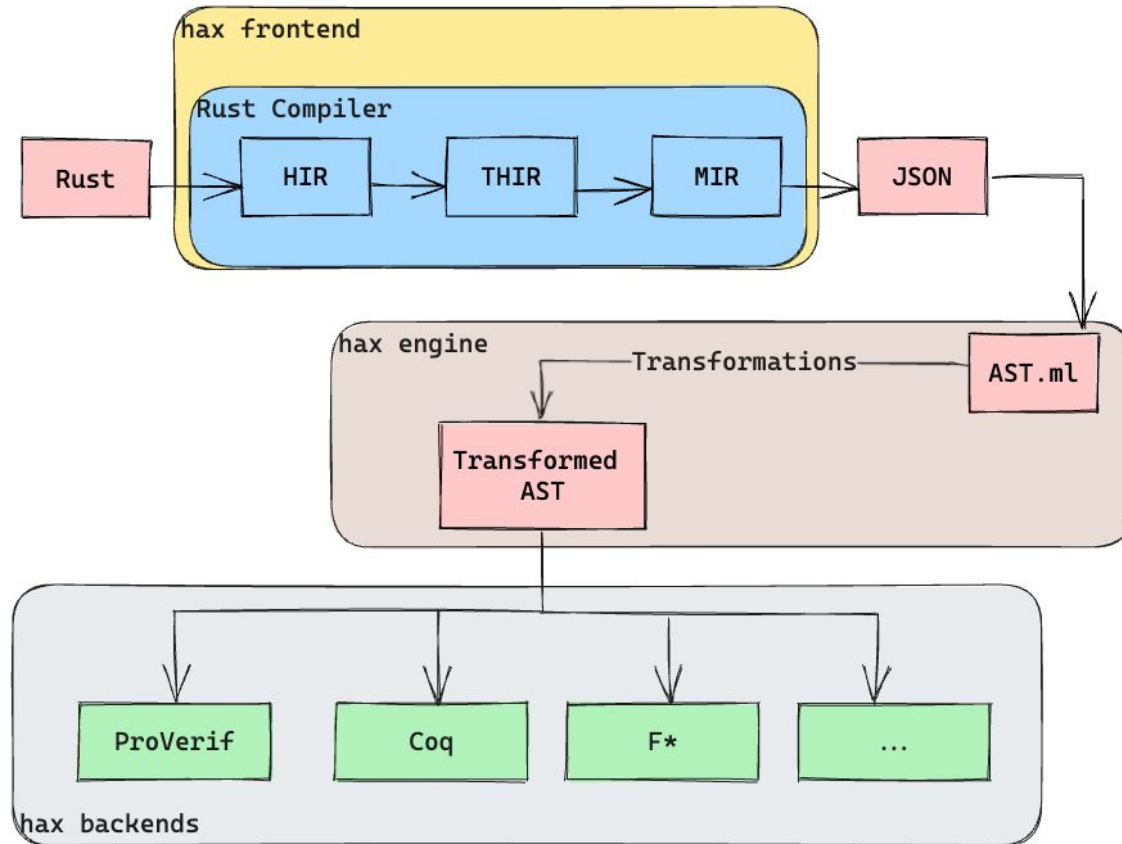 hax frontend
Rust Compiler
Rust
HIR
THIR
MIR
JSON
hax engine
Transformations
AST.ml
Transformed
AST
ProVerif
Coq
F*
...
hax backends